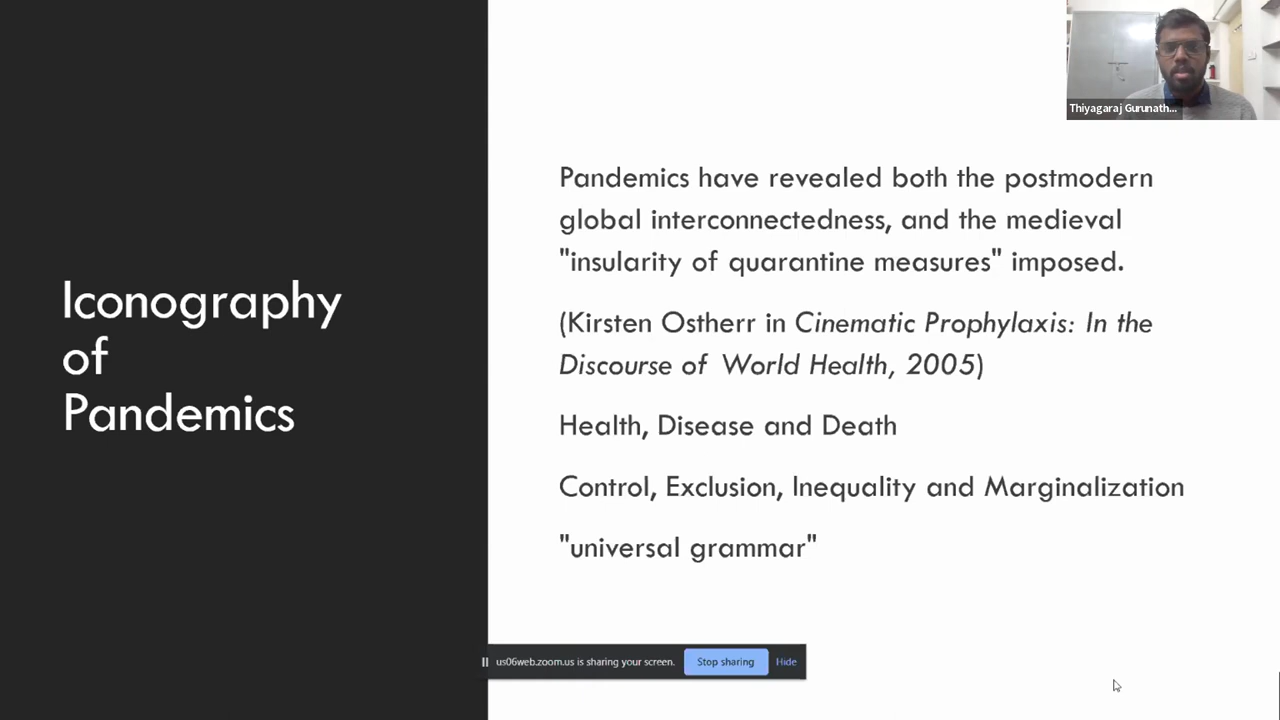 Thiyagaraj Gurunath...
Iconography
of
Pandemics
Pandemics have revealed both the postmodern
global interconnectedness, and the medieval
"insularity of quarantine measures" imposed.
(Kirsten Ostherr in Cinematic Prophylaxis: In the
Discourse of World Health, 2005)
Health, Disease and Death
Control, Exclusion, Inequality and Marginalization
"universal grammar"
us06web.zoom.us is sharing your screen. Stop sharing Hide